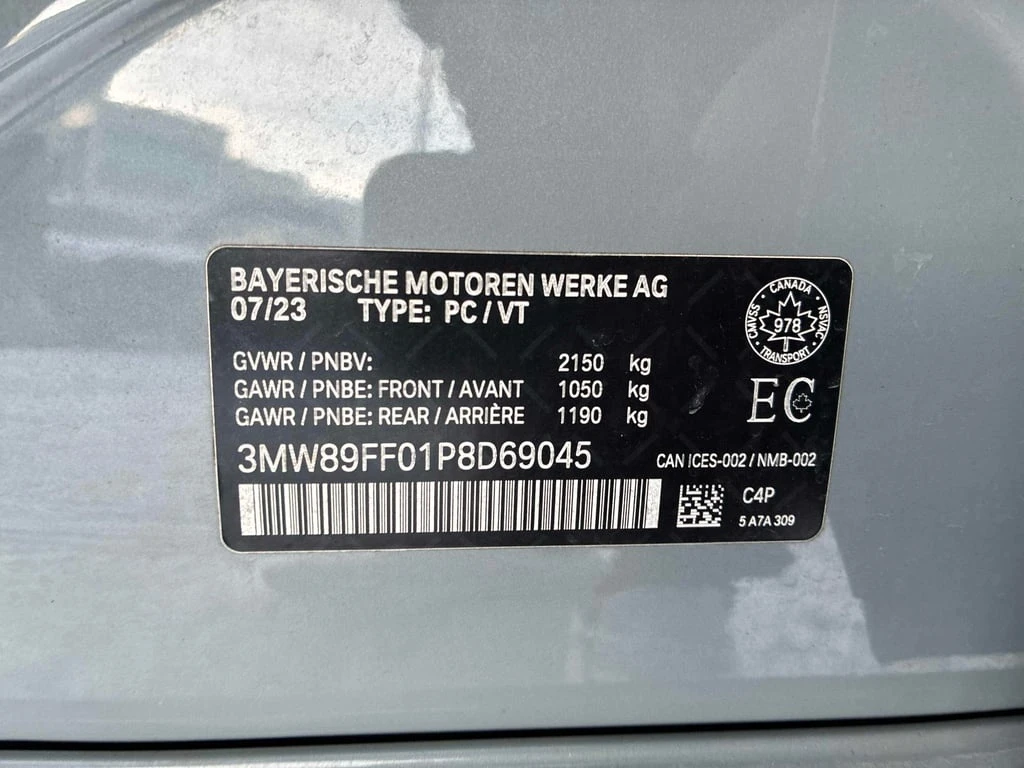 BAYERISCHE MOTOREN WERKE AG
07/23 TYPE: PC / VT
GVWR / PNBV: 2150 kg
GAWR / PNBE: FRONT / AVANT 1050 kg
GAWR / PNBE: REAR / ARRIÈRE 1190 kg
3MW89FF01P8D69045
CANADA
CMVSS 978 NSVAC
TRANSPORT
EC
CAN ICES-002 / NMB-002
C4P
5 A7A 309